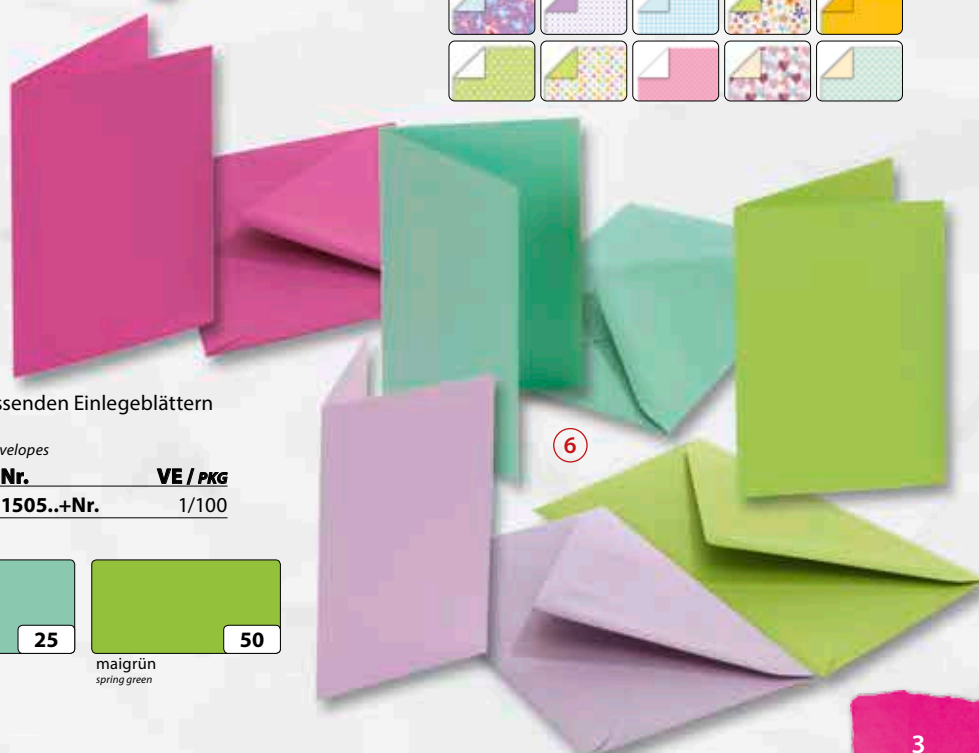 ssenden Einlegeblättern
velopes
Nr. VE / PKG
1505..+Nr. 1/100
6
25
50
maigrün
spring green
3